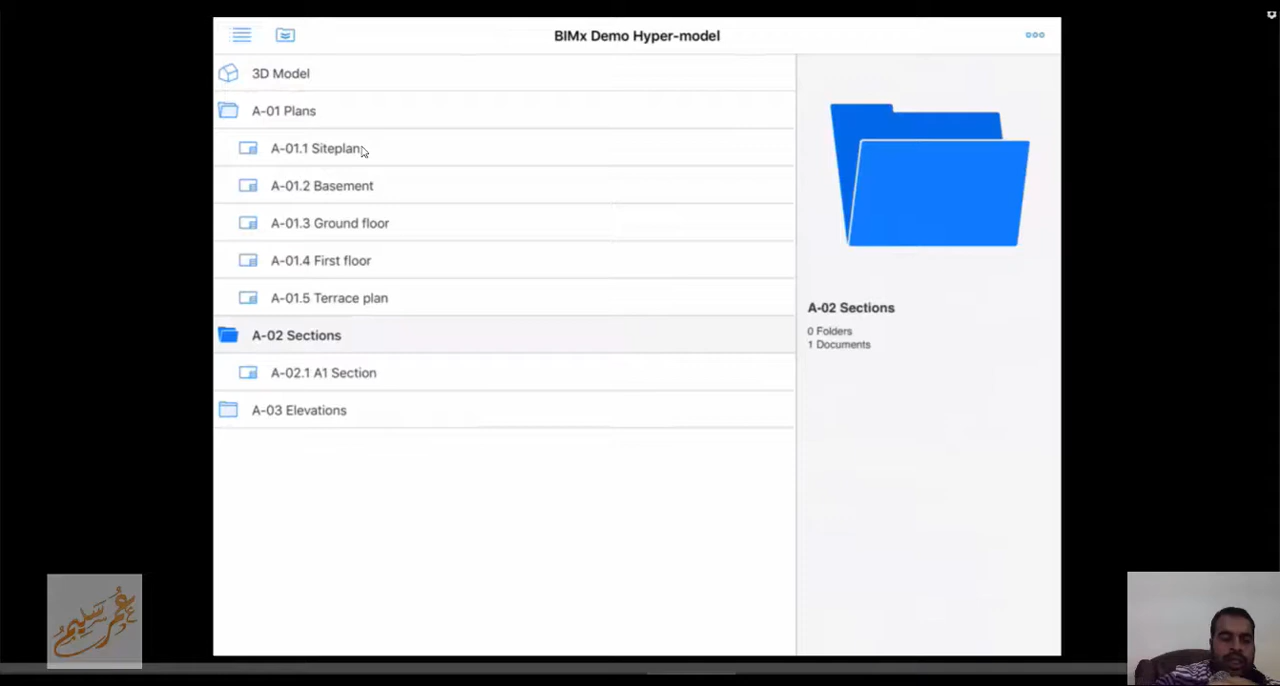 BIMx Demo Hyper-model
3D Model
A-01 Plans
A-01.1 Siteplan
A-01.2 Basement
A-01.3 Ground floor
A-01.4 First floor
A-01.5 Terrace plan
A-02 Sections
A-02.1 A1 Section
A-03 Elevations
A-02 Sections
0 Folders
1 Documents
عمر سليم